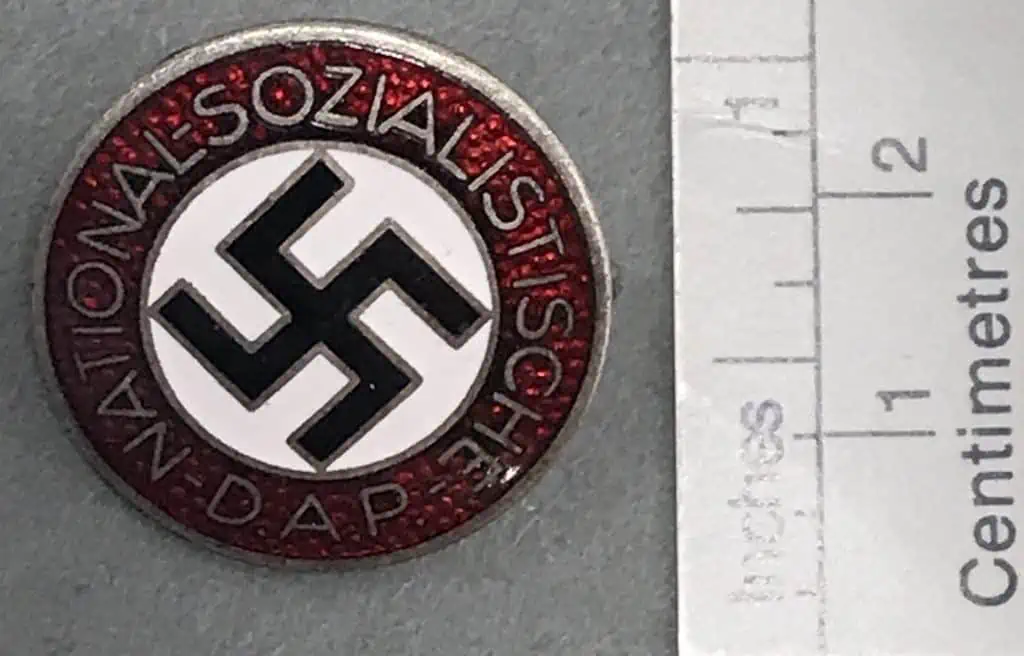 NATIONAL-SOZIALISTISCHE-D.A.P-
1
Inches
2
1
Centimetres